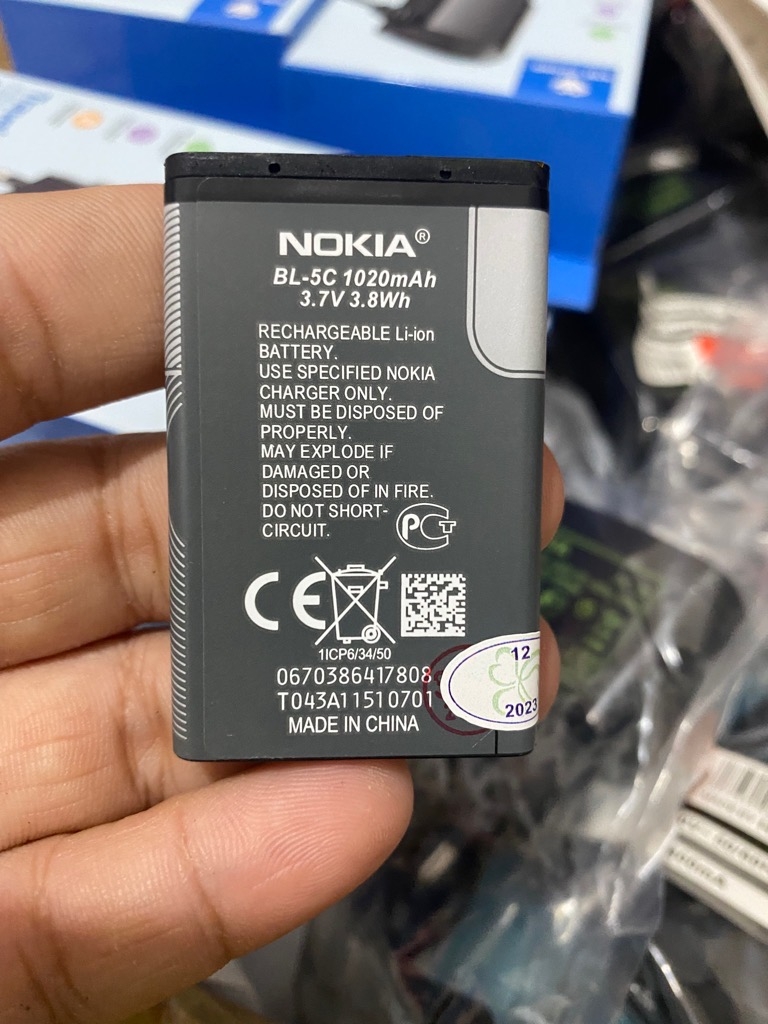 NOKIA®
BL-5C 1020mAh
3.7V 3.8Wh
RECHARGEABLE Li-ion
BATTERY.
USE SPECIFIED NOKIA
CHARGER ONLY.
MUST BE DISPOSED OF
PROPERLY.
MAY EXPLODE IF
DAMAGED OR
DISPOSED OF IN FIRE.
DO NOT SHORT-
CIRCUIT.
PCT
CE
1ICP6/34/50
0670386417808
T043A11510701
MADE IN CHINA
12
2023